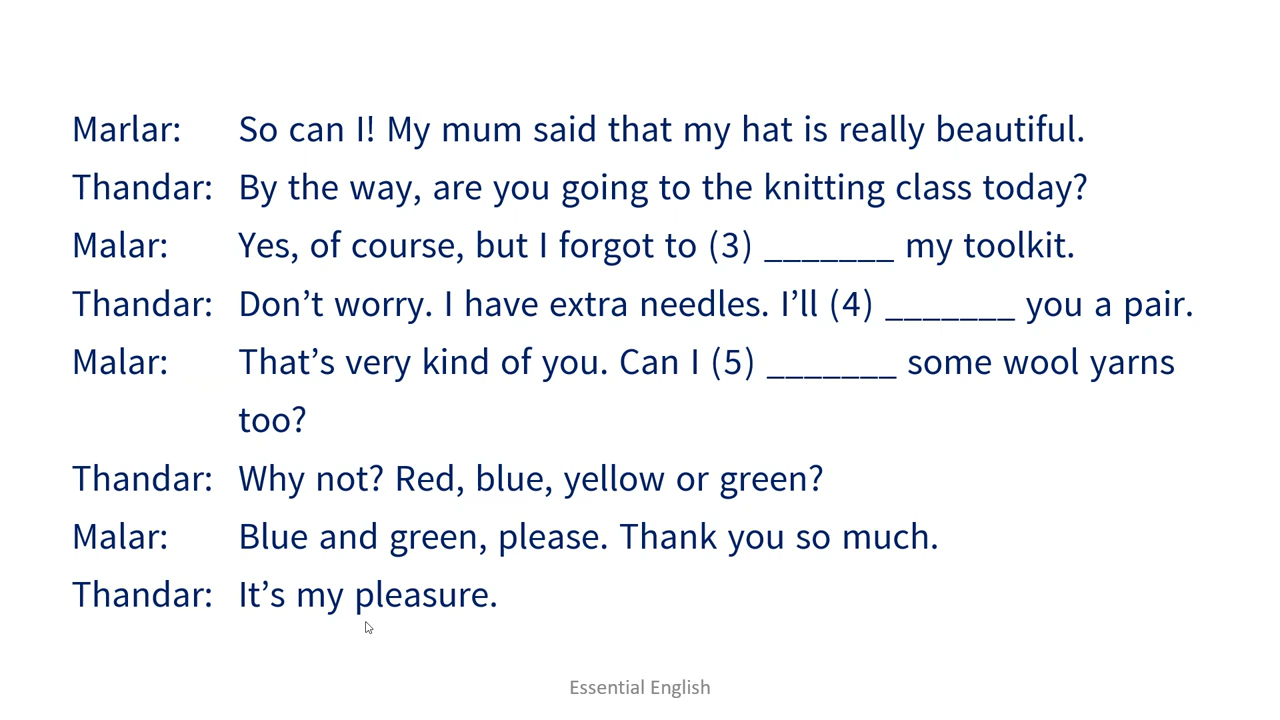 Marlar: So can I! My mum said that my hat is really beautiful.
Thandar: By the way, are you going to the knitting class today?
Malar: Yes, of course, but I forgot to (3) _______ my toolkit.
Thandar: Don’t worry. I have extra needles. I’ll (4) _______ you a pair.
Malar: That’s very kind of you. Can I (5) _______ some wool yarns
too?
Thandar: Why not? Red, blue, yellow or green?
Malar: Blue and green, please. Thank you so much.
Thandar: It’s my pleasure.
Essential English